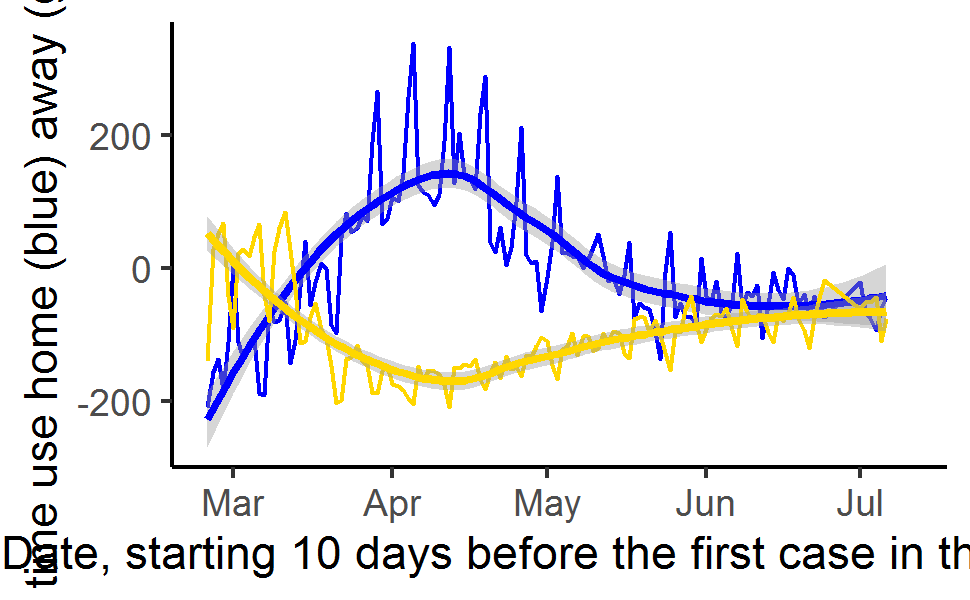 time use home (blue) away (
200
0
-200
Mar Apr May Jun Jul
Date, starting 10 days before the first case in th